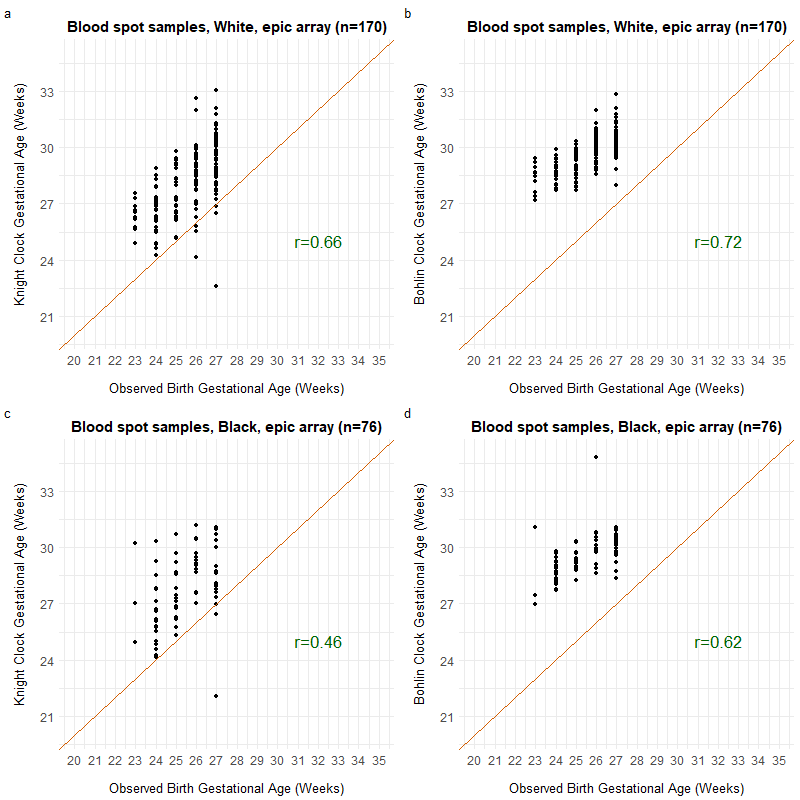 a
Blood spot samples, White, epic array (n=170)
Knight Clock Gestational Age (Weeks)
33
30
27
24
21
r=0.66
20 21 22 23 24 25 26 27 28 29 30 31 32 33 34 35
Observed Birth Gestational Age (Weeks)
b
Blood spot samples, White, epic array (n=170)
Bohlin Clock Gestational Age (Weeks)
33
30
27
24
21
r=0.72
20 21 22 23 24 25 26 27 28 29 30 31 32 33 34 35
Observed Birth Gestational Age (Weeks)
c
Blood spot samples, Black, epic array (n=76)
Knight Clock Gestational Age (Weeks)
33
30
27
24
21
r=0.46
20 21 22 23 24 25 26 27 28 29 30 31 32 33 34 35
Observed Birth Gestational Age (Weeks)
d
Blood spot samples, Black, epic array (n=76)
Bohlin Clock Gestational Age (Weeks)
33
30
27
24
21
r=0.62
20 21 22 23 24 25 26 27 28 29 30 31 32 33 34 35
Observed Birth Gestational Age (Weeks)